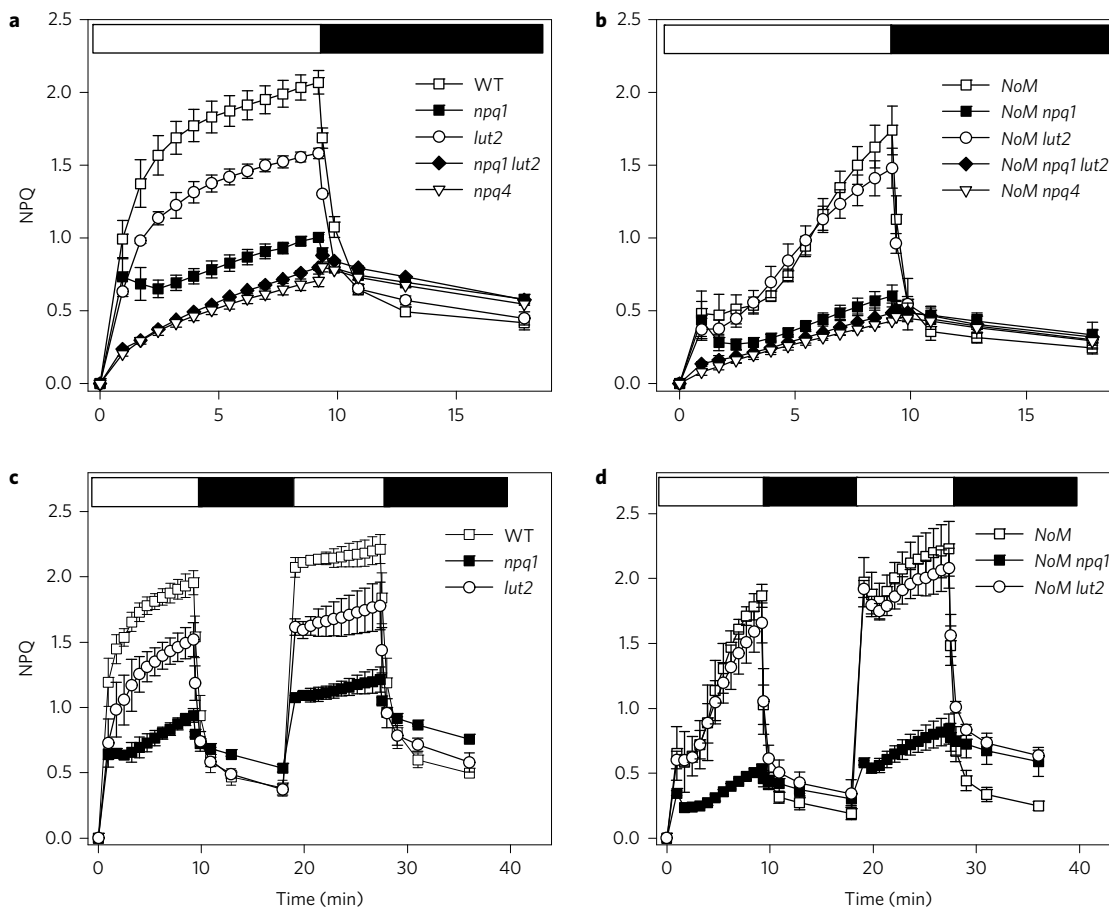 a
2.5
2.0
1.5
1.0
0.5
0.0
NPQ
WT
npq1
lut2
npq1 lut2
npq4
0 5 10 15
b
2.5
2.0
1.5
1.0
0.5
0.0
NoM
NoM npq1
NoM lut2
NoM npq1 lut2
NoM npq4
0 5 10 15
c
2.5
2.0
1.5
1.0
0.5
0.0
NPQ
WT
npq1
lut2
0 10 20 30 40
Time (min)
d
2.5
2.0
1.5
1.0
0.5
0.0
NoM
NoM npq1
NoM lut2
0 10 20 30 40
Time (min)